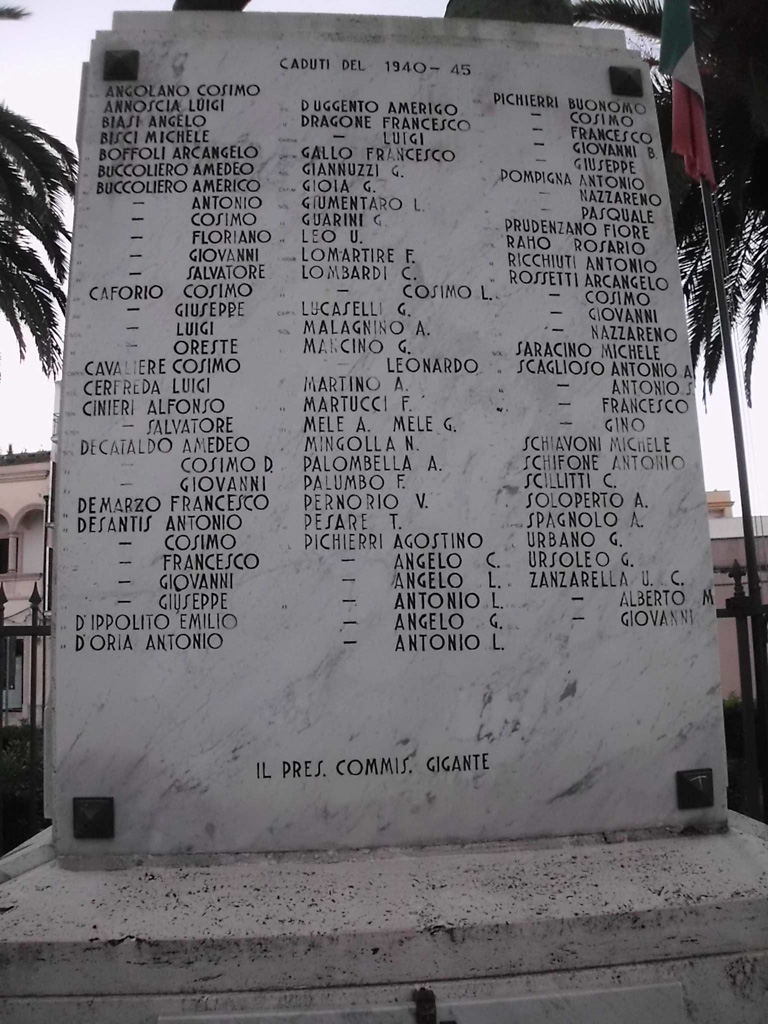 CADUTI DEL 1940-45
ANGOLANO COSIMO
ANNOSCIA LUIGI
BIASI ANGELO
BISCI MICHELE
BOFFOLI ARCANGELO
BUCCOLIERO AMEDEO
BUCCOLIERO AMERICO
— ANTONIO
— COSIMO
— FLORIANO
— GIOVANNI
— SALVATORE
CAFORIO COSIMO
— GIUSEPPE
— LUIGI
— ORESTE
CAVALIERE COSIMO
CERFREDA LUIGI
CINIERI ALFONSO
— SALVATORE
DECATALDO AMEDEO
— COSIMO D.
— GIOVANNI
DEMARZO FRANCESCO
DESANTIS ANTONIO
— COSIMO
— FRANCESCO
— GIOVANNI
— GIUSEPPE
D'IPPOLITO EMILIO
D'ORIA ANTONIO
DUGGENTO AMERIGO
DRAGONE FRANCESCO
— LUIGI
GALLO FRANCESCO
GIANNUZZI G.
GIOIA G.
GIUMENTARO L.
GUARINI G.
LEO U.
LOMARTIRE F.
LOMBARDI C.
— COSIMO L.
LUCASELLI G.
MALAGNINO A.
MANCINO G.
— LEONARDO
MARTINO A.
MARTUCCI F.
MELE A. MELE G.
MINGOLLA N.
PALOMBELLA A.
PALUMBO F.
PERNORIO V.
PESARE T.
PICHIERRI AGOSTINO
— ANGELO C.
— ANGELO L.
— ANTONIO L.
— ANGELO G.
— ANTONIO L.
PICHIERRI BUONOMO
— COSIMO
— FRANCESCO
— GIOVANNI B.
— GIUSEPPE
POMPIGNA ANTONIO
— NAZZARENO
— PASQUALE
PRUDENZANO FIORE
RAHO ROSARIO
RICCHIUTI ANTONIO
ROSSETTI ARCANGELO
— COSIMO
— GIOVANNI
— NAZZARENO
SARACINO MICHELE
SCAGLIOSO ANTONIO A.
— ANTONIO S.
— FRANCESCO
— GINO
SCHIAVONI MICHELE
SCHIFONE ANTONIO
SCILLITTI C.
SOLOPERTO A.
SPAGNOLO A.
URBANO G.
URSOLEO G.
ZANZARELLA U. C.
— ALBERTO M
— GIOVANNI
IL PRES. COMMIS. GIGANTE